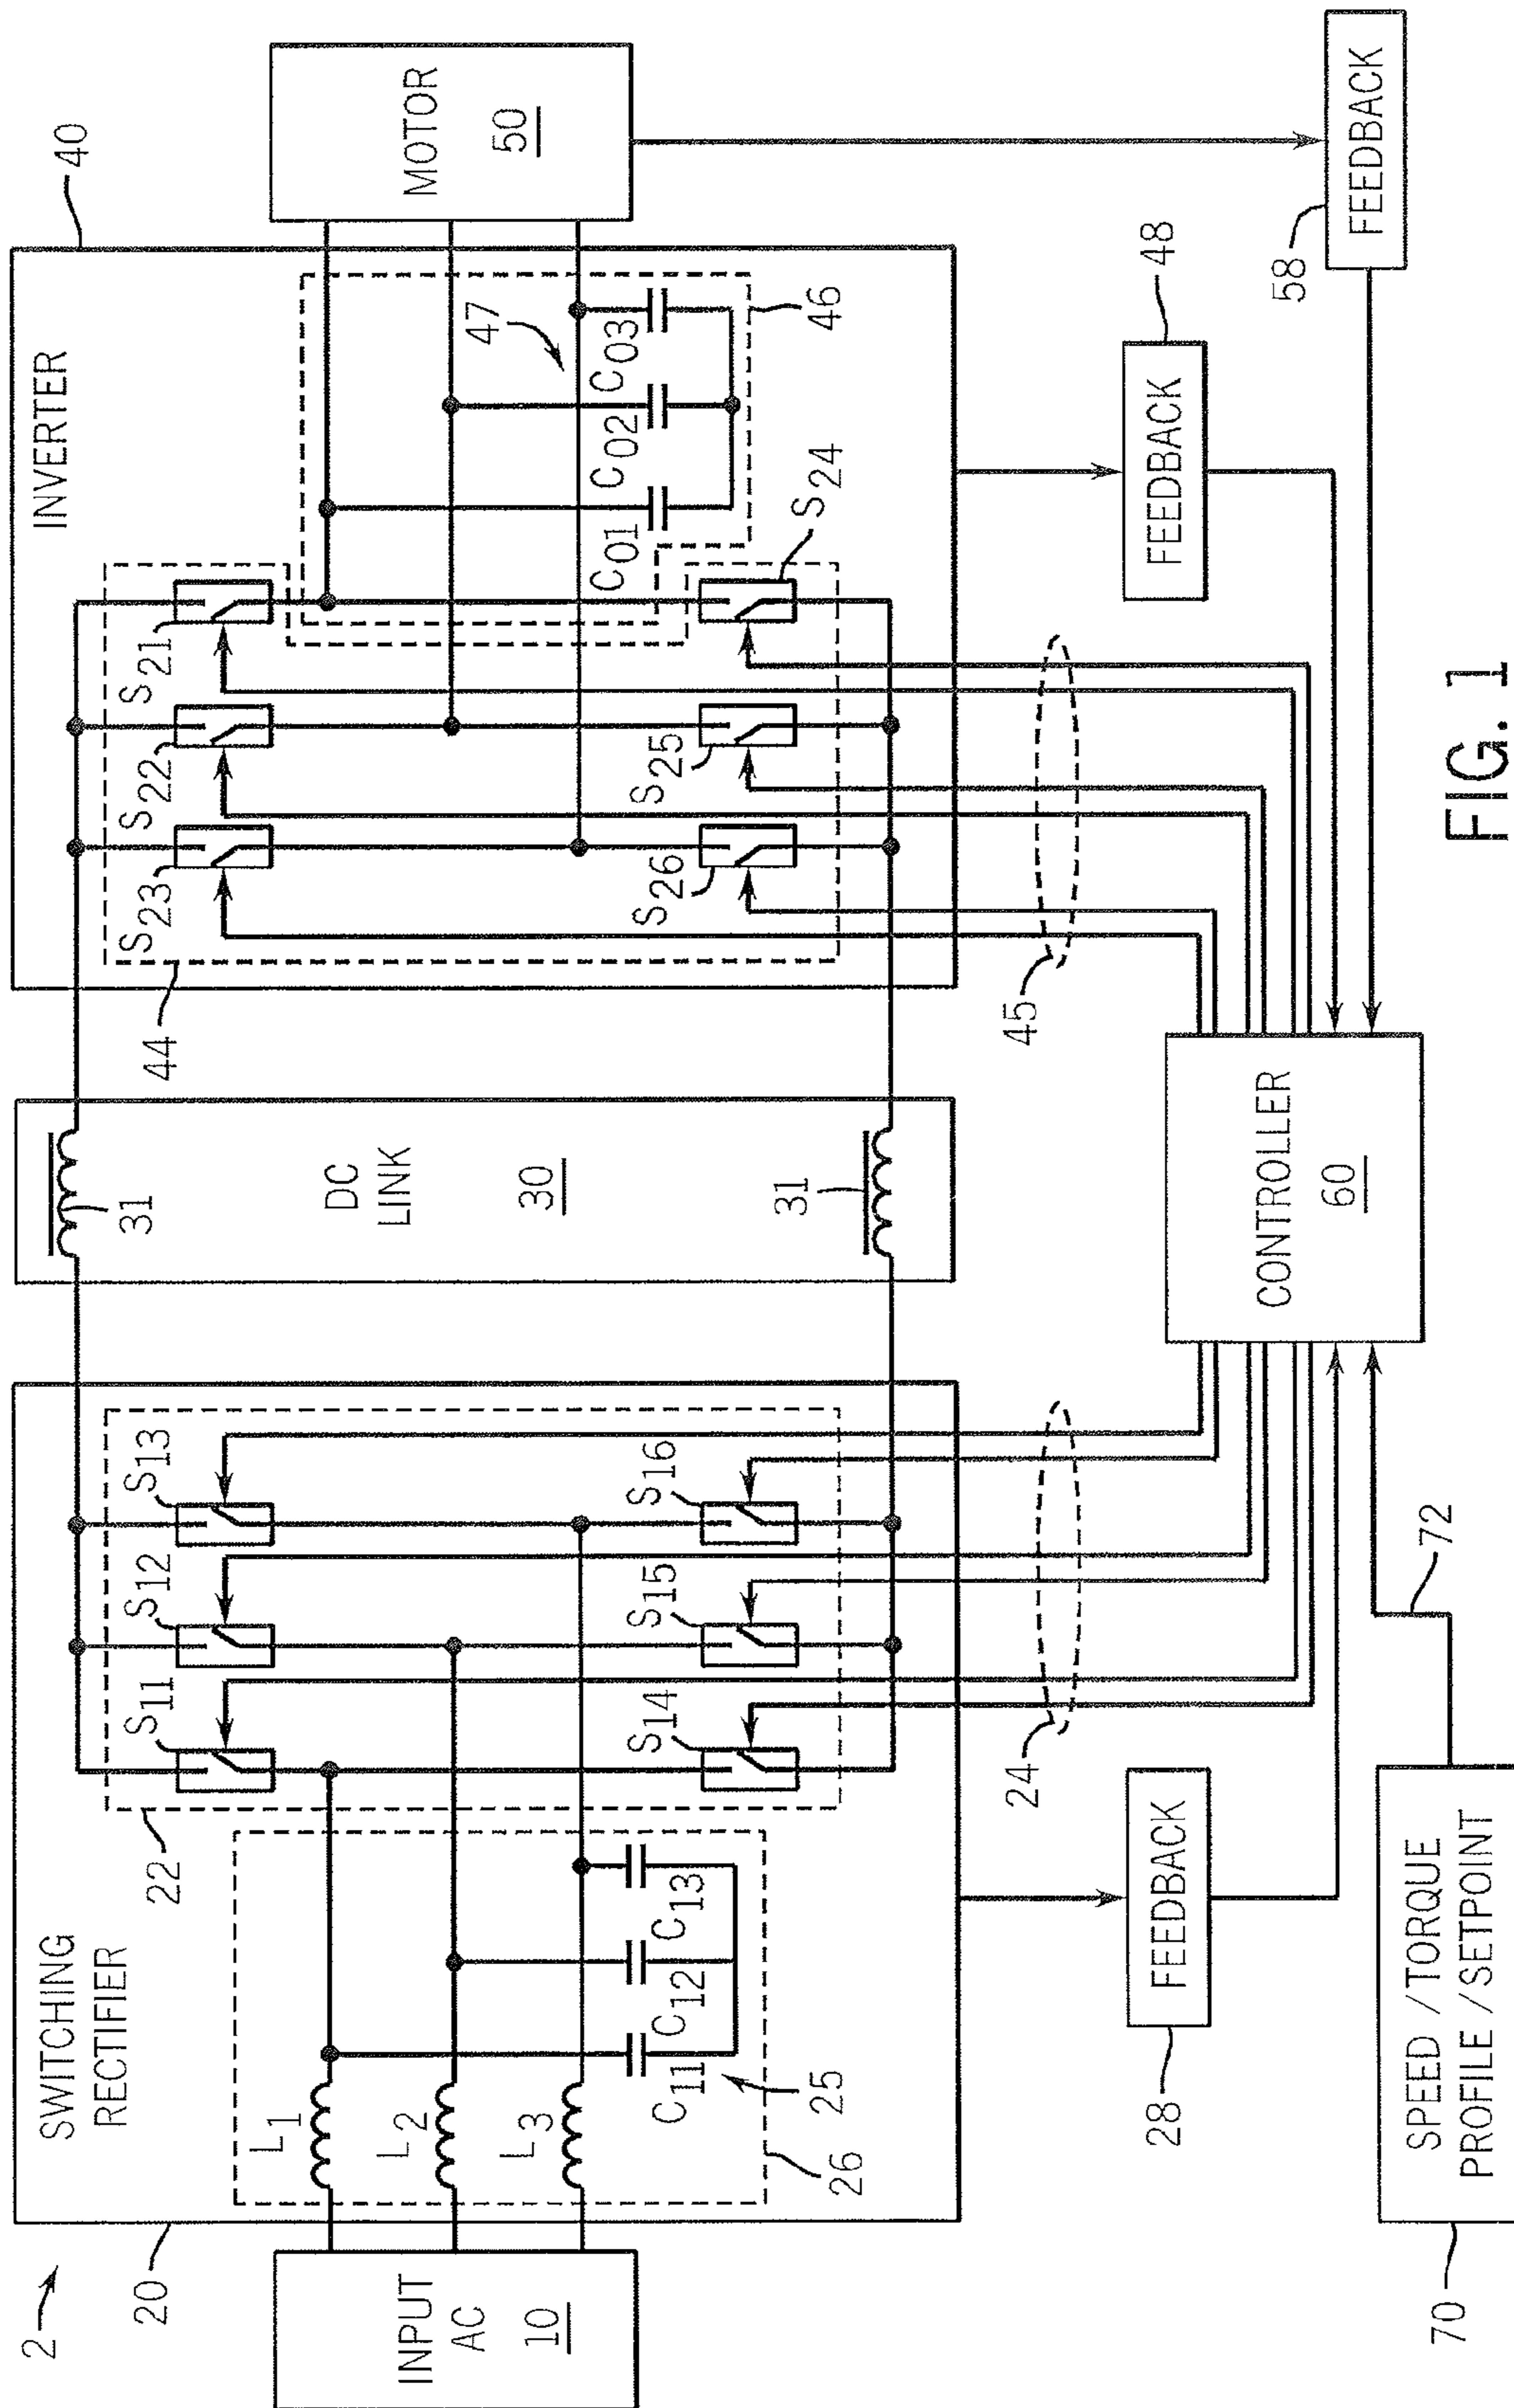 2
20
SWITCHING
RECTIFIER
INPUT
AC
10
L1
L2
L3
C11
C12
C13
25
26
22
S11
S12
S13
S14
S15
S16
24
FEEDBACK
28
SPEED /TORQUE
PROFILE /SETPOINT
70
72
31
DC
LINK
30
31
CONTROLLER
60
INVERTER
40
44
S23
S22
S21
S26
S25
S24
C01
C02
C03
47
46
45
MOTOR
50
FEEDBACK
48
FEEDBACK
58
FIG. 1